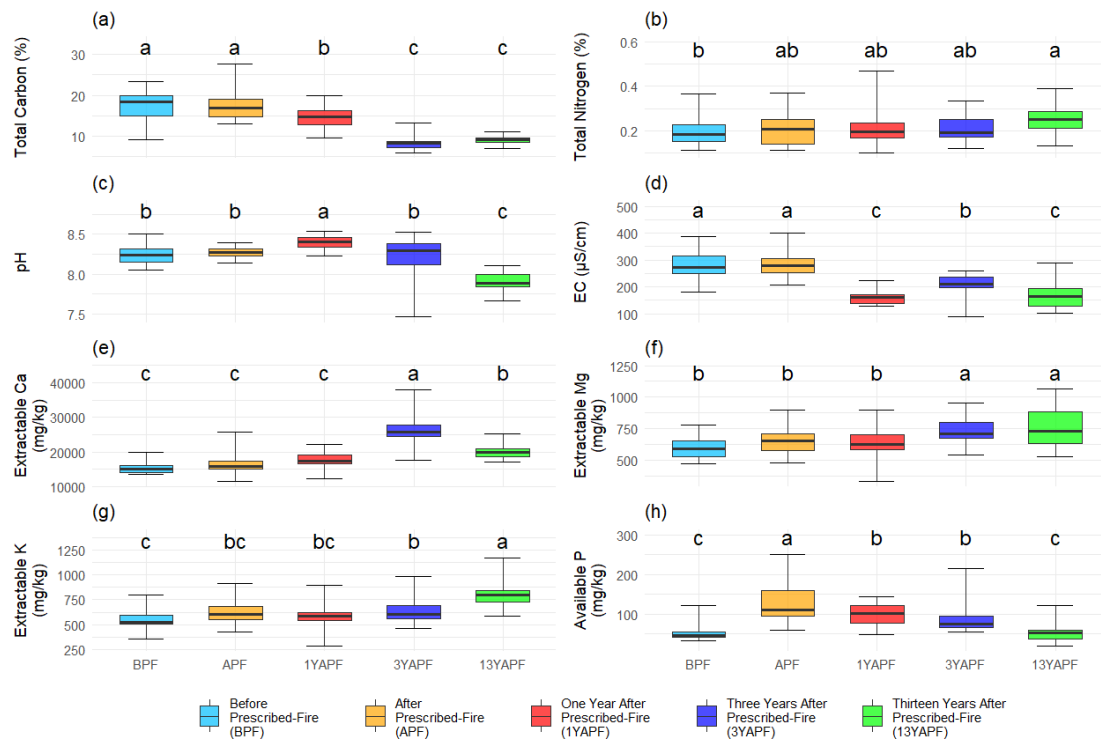 (a)
Total Carbon (%)
30
20
10
a a b c c
(b)
Total Nitrogen (%)
0.6
0.4
0.2
b ab ab ab a
(c)
pH
8.5
8.0
7.5
b b a b c
(d)
EC (µS/cm)
500
400
300
200
100
a a c b c
(e)
Extractable Ca
(mg/kg)
40000
30000
20000
10000
c c c a b
(f)
Extractable Mg
(mg/kg)
1250
1000
750
500
b b b a a
(g)
Extractable K
(mg/kg)
1250
1000
750
500
250
c bc bc b a
BPF APF 1YAPF 3YAPF 13YAPF
(h)
Available P
(mg/kg)
300
200
100
c a b b c
BPF APF 1YAPF 3YAPF 13YAPF
Before
Prescribed-Fire
(BPF)
After
Prescribed-Fire
(APF)
One Year After
Prescribed-Fire
(1YAPF)
Three Years After
Prescribed-Fire
(3YAPF)
Thirteen Years After
Prescribed-Fire
(13YAPF)